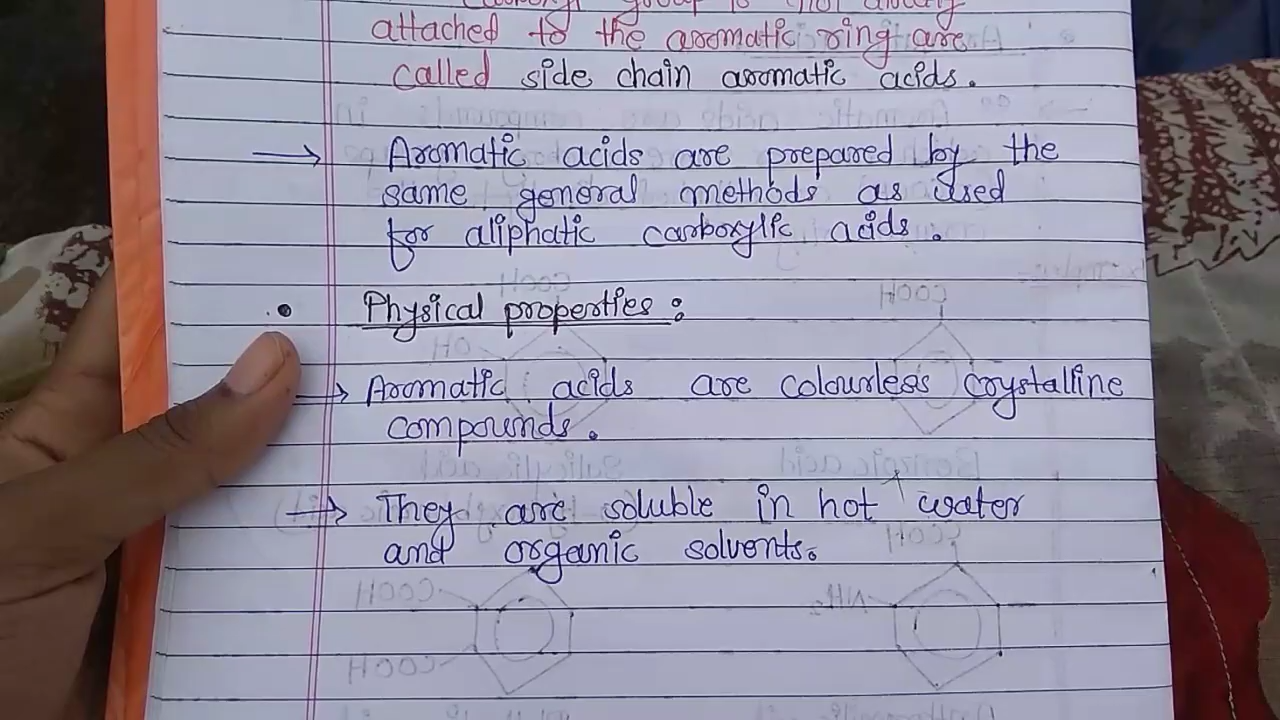 attached to the aromatic ring are
called side chain aromatic acids.
→ Aromatic acids are prepared by the
same general methods as used
for aliphatic carboxylic acids.
• Physical properties:
→ Aromatic acids are colourless crystalline
compounds.
→ They are soluble in hot water
and organic solvents.